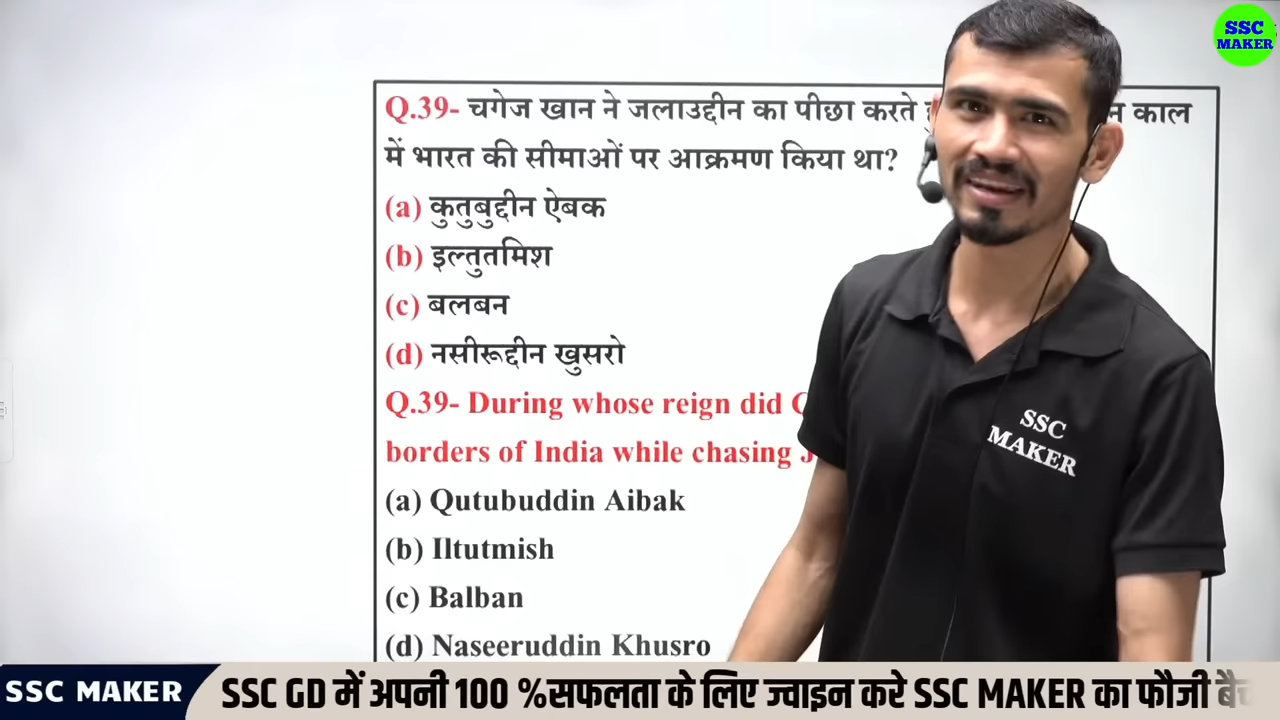 SSC
MAKER
Q.39- चगेज खान ने जलाउद्दीन का पीछा करते काल
में भारत की सीमाओं पर आक्रमण किया था?
(a) कुतुबुद्दीन ऐबक
(b) इल्तुतमिश
(c) बलबन
(d) नसीरूद्दीन खुसरो
Q.39- During whose reign did
borders of India while chasing
(a) Qutubuddin Aibak
(b) Iltutmish
(c) Balban
(d) Naseeruddin Khusro
SSC
MAKER
SSC MAKER
SSC GD में अपनी 100 %सफलता के लिए ज्वाइन करे SSC MAKER का फौजी